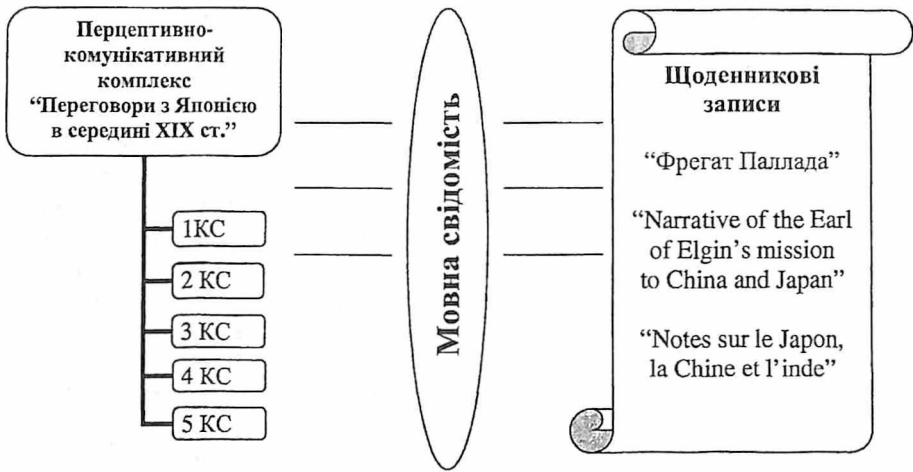 Перцептивно-
комунікативний
комплекс
“Переговори з Японією
в середині XIX ст.”
1КС
2 КС
3 КС
4 КС
5 КС
Мовна свідомість
Щоденникові
записи
“Фрегат Паллада”
“Narrative of the Earl
of Elgin’s mission
to China and Japan”
“Notes sur le Japon,
la Chine et l’inde”